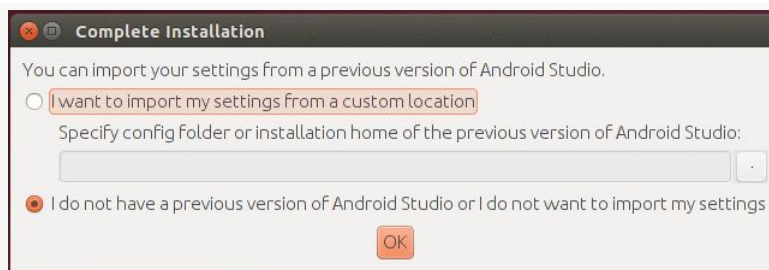 Complete Installation
You can import your settings from a previous version of Android Studio.
I want to import my settings from a custom location
Specify config folder or installation home of the previous version of Android Studio:
.
I do not have a previous version of Android Studio or I do not want to import my settings
OK